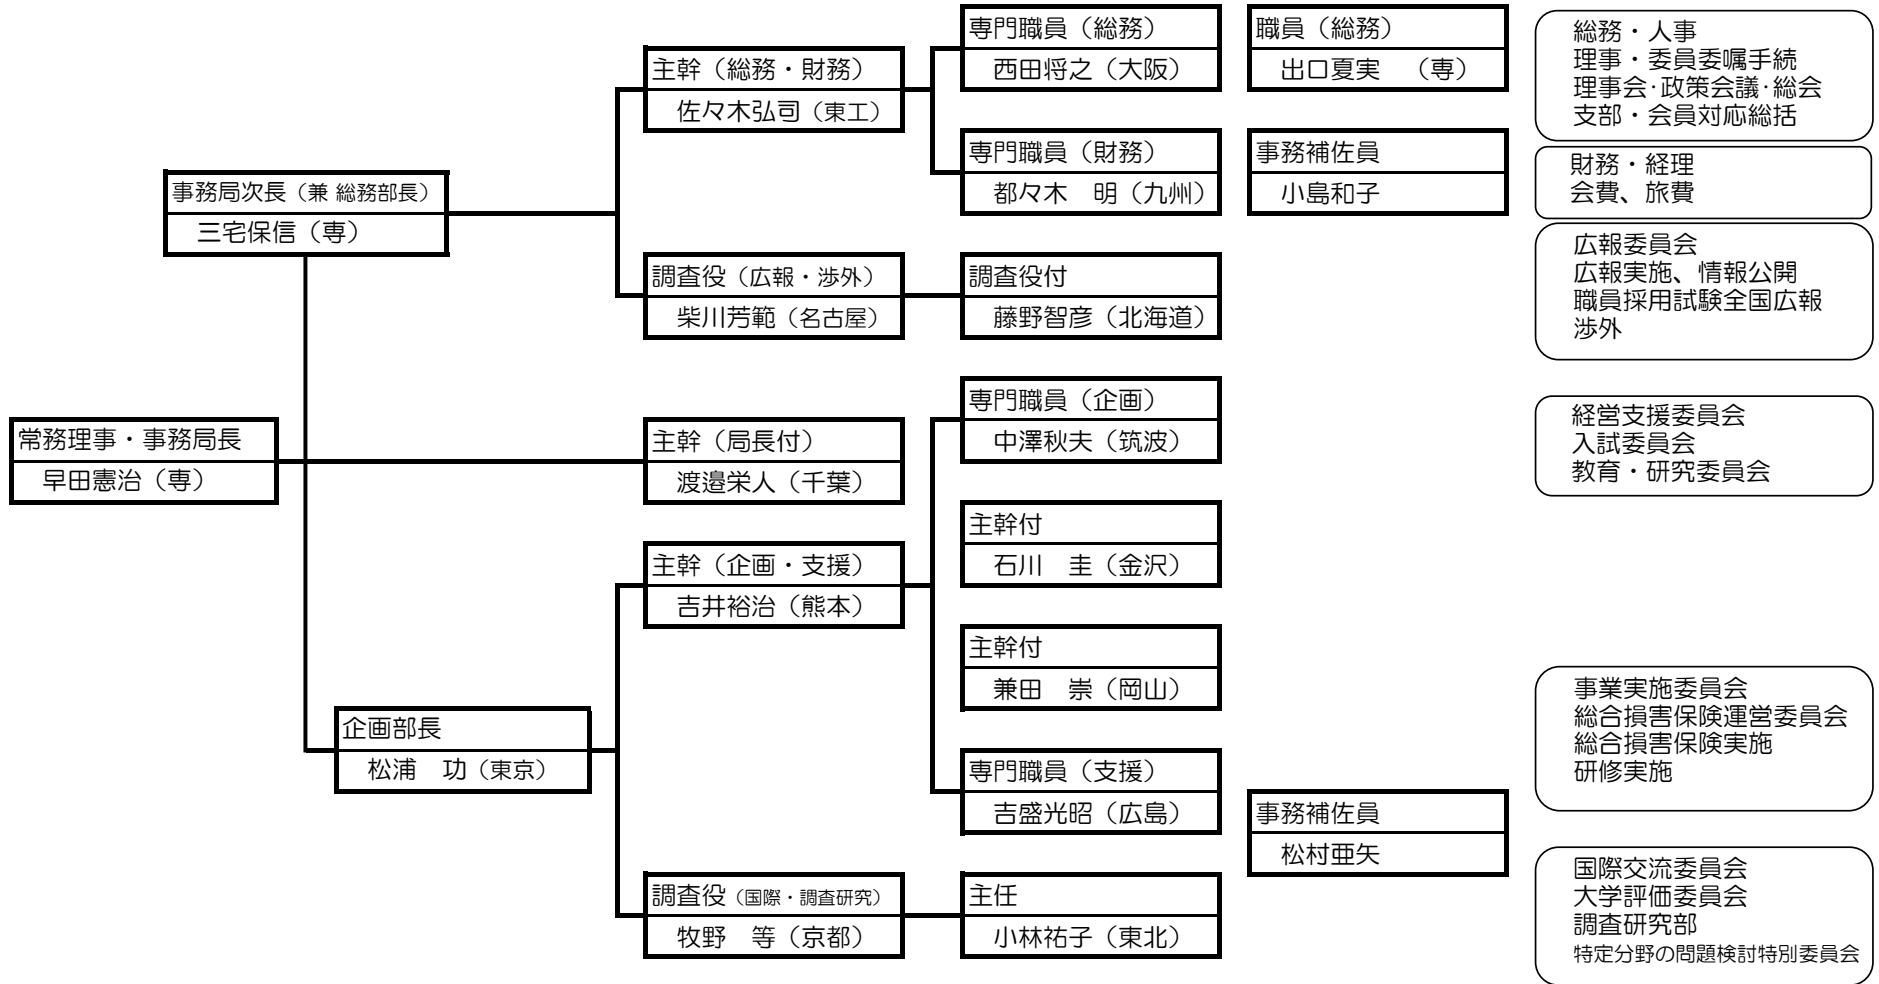 専門職員（総務）
西田将之（大阪）
職員（総務）
出口夏実　（専）
総務・人事
理事・委員委嘱手続
理事会･政策会議･総会
支部・会員対応総括
主幹（総務・財務）
佐々木弘司（東工）
専門職員（財務）
都々木　明（九州）
事務補佐員
小島和子
財務・経理
会費、旅費
事務局次長（兼 総務部長）
三宅保信（専）
調査役（広報・渉外）
柴川芳範（名古屋）
調査役付
藤野智彦（北海道）
広報委員会
広報実施、情報公開
職員採用試験全国広報
渉外
常務理事・事務局長
早田憲治（専）
主幹（局長付）
渡邉栄人（千葉）
専門職員（企画）
中澤秋夫（筑波）
経営支援委員会
入試委員会
教育・研究委員会
主幹付
石川　圭（金沢）
主幹（企画・支援）
吉井裕治（熊本）
主幹付
兼田　崇（岡山）
企画部長
松浦　功（東京）
専門職員（支援）
吉盛光昭（広島）
事業実施委員会
総合損害保険運営委員会
総合損害保険実施
研修実施
事務補佐員
松村亜矢
調査役（国際・調査研究）
牧野　等（京都）
主任
小林祐子（東北）
国際交流委員会
大学評価委員会
調査研究部
特定分野の問題検討特別委員会